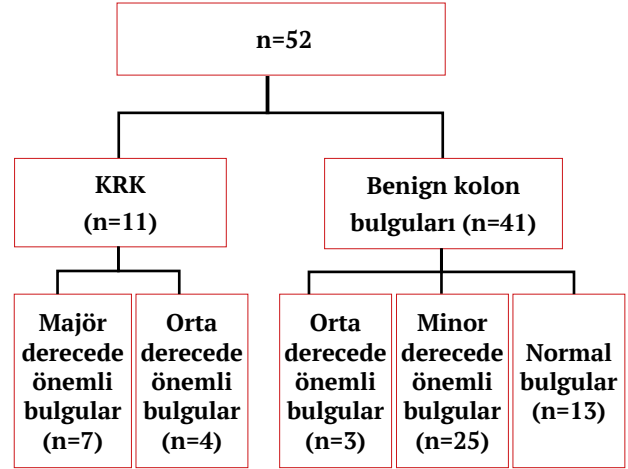 n=52
KRK
(n=11)
Benign kolon
bulguları (n=41)
Majör
derecede
önemli
bulgular
(n=7)
Orta
derecede
önemli
bulgular
(n=4)
Orta
derecede
önemli
bulgular
(n=3)
Minor
derecede
önemli
bulgular
(n=25)
Normal
bulgular
(n=13)